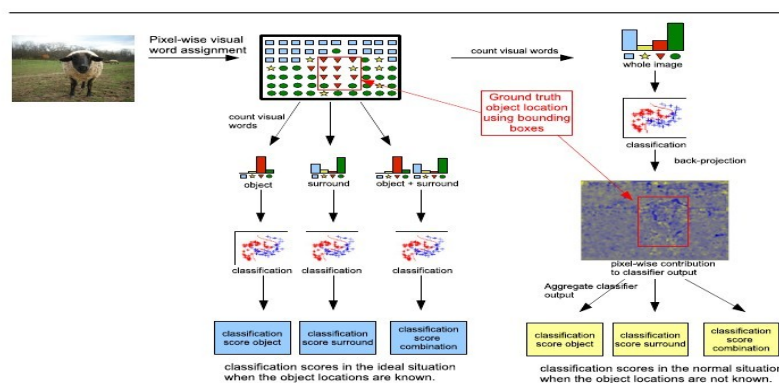 Pixel-wise visual
word assignment
count visual words
whole image
count visual
words
Ground truth
object location
using bounding
boxes
classification
back-projection
object
surround
object + surround
classification
classification
classification
pixel-wise contribution
to classifier output
Aggregate classifier
output
classification
score object
classification
score surround
classification
score
combination
classification
score object
classification
score surround
classification
score
combination
classification scores in the ideal situation
when the object locations are known.
classification scores in the normal situation
when the object locations are not known.